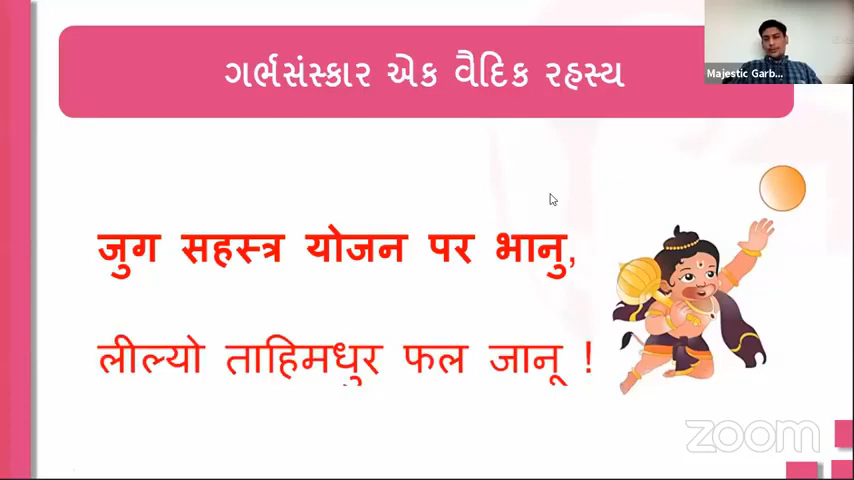 ગર્ભસંસ્કાર એક વૈદિક રહસ્ય
Majestic Garb...
जुग सहस्त्र योजन पर भानु,
लील्यो ताहिमधुर फल जानू !
zoom